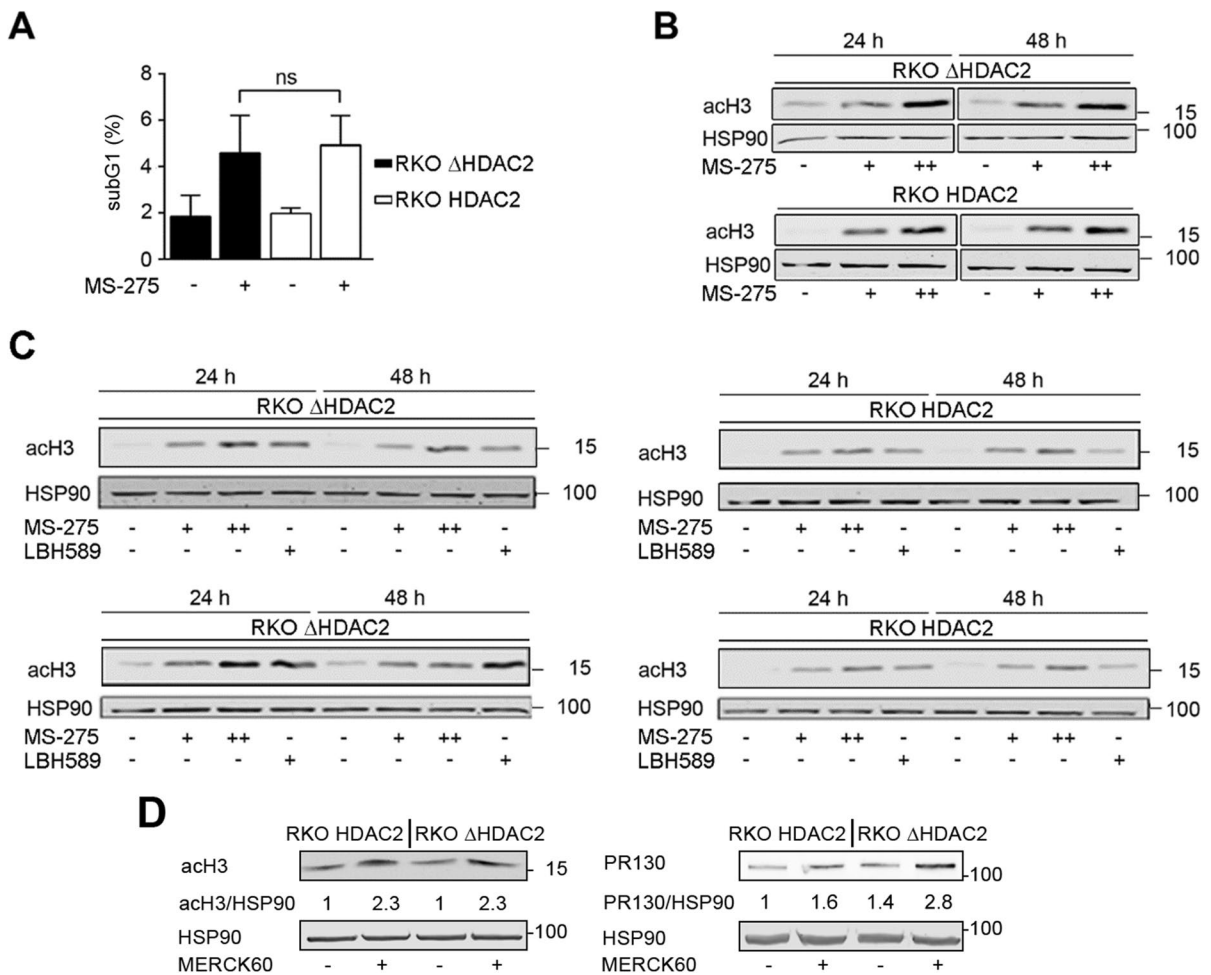 A
8
6
4
2
0
subG1 (%)
ns
RKO ΔHDAC2
RKO HDAC2
MS-275 - + - +
B
24 h 48 h
RKO ΔHDAC2
acH3 15
HSP90 100
MS-275 - + ++ - + ++
RKO HDAC2
acH3 15
HSP90 100
MS-275 - + ++ - + ++
C
24 h 48 h
RKO ΔHDAC2
acH3 15
HSP90 100
MS-275 - + ++ - - + ++ -
LBH589 - - - + - - - +
24 h 48 h
RKO HDAC2
acH3 15
HSP90 100
MS-275 - + ++ - - + ++ -
LBH589 - - - + - - - +
24 h 48 h
RKO ΔHDAC2
acH3 15
HSP90 100
MS-275 - + ++ - - + ++ -
LBH589 - - - + - - - +
24 h 48 h
RKO HDAC2
acH3 15
HSP90 100
MS-275 - + ++ - - + ++ -
LBH589 - - - + - - - +
D
RKO HDAC2 RKO ΔHDAC2
acH3 15
acH3/HSP90 1 2.3 1 2.3
HSP90 100
MERCK60 - + - +
RKO HDAC2 RKO ΔHDAC2
PR130 100
PR130/HSP90 1 1.6 1.4 2.8
HSP90 100
MERCK60 - + - +